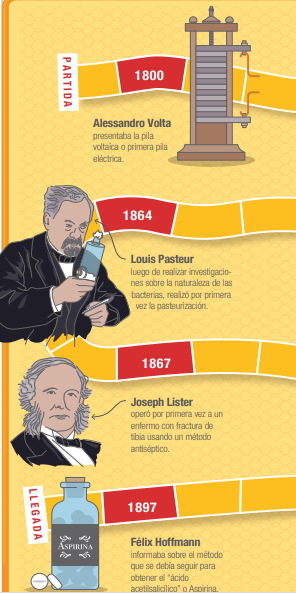 PARTIDA
1800
Alessandro Volta
presentaba la pila
voltaica o primera pila
eléctrica.
1864
Louis Pasteur
luego de realizar investigacio-
nes sobre la naturaleza de las
bacterias, realizó por primera
vez la pasteurización.
1867
Joseph Lister
operó por primera vez a un
enfermo con fractura de
tibia usando un método
antiséptico.
LLEGADA
1897
ASPIRINA
Félix Hoffmann
informaba sobre el método
que se debía seguir para
obtener el "ácido
acetilsalicílico" o Aspirina.